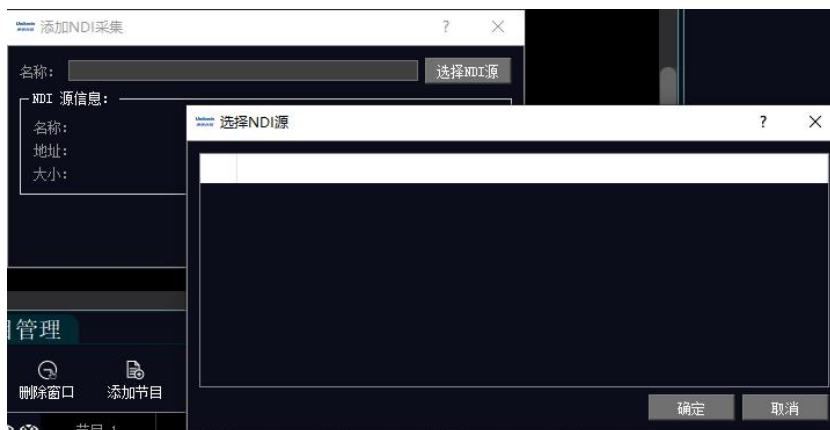 添加NDI采集
名称：
选择NDI源
NDI 源信息：
名称：
地址：
大小：
选择NDI源
管理
删除窗口
添加节目
确定
取消